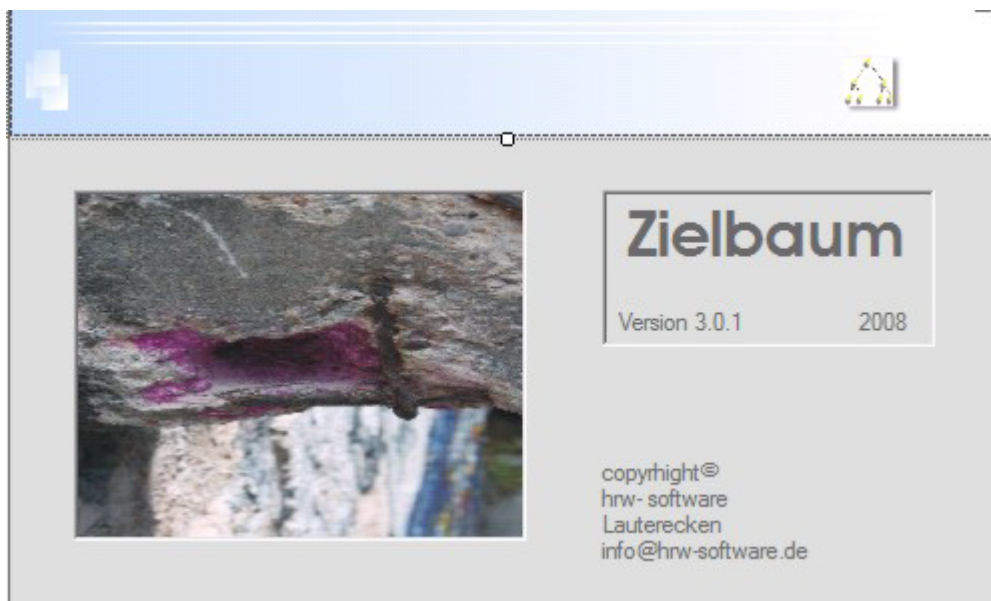 Zielbaum
Version 3.0.1 2008
copyrhight©
hrw- software
Lauterecken
info@hrw-software.de